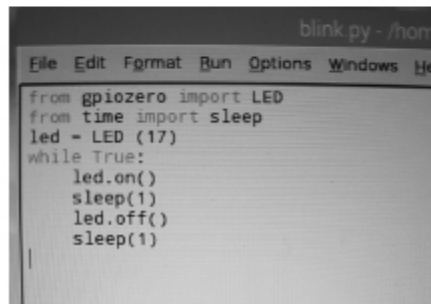 blink.py - /hom
File Edit Format Run Options Windows He
from gpiozero import LED
from time import sleep
led = LED (17)
while True:
    led.on()
    sleep(1)
    led.off()
    sleep(1)